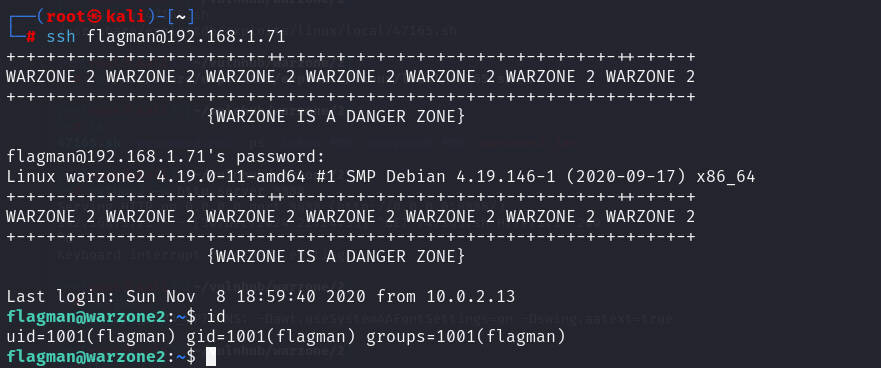 ┌──(root㉿kali)-[~]
└─# ssh flagman@192.168.1.71
+-+-+-+-+-+-+-+-+-+-+-+-+-++-+-+-+-+-+-+-+-+-+-+-+-+-+-+-+-+-+-++-+-+-+
WARZONE 2 WARZONE 2 WARZONE 2 WARZONE 2 WARZONE 2 WARZONE 2 WARZONE 2
+-+-+-+-+-+-+-+-+-+-+-+-+-+-+-+-+-+-+-+-+-+-+-+-+-+-+-+-+-+-+-+-+-+-+
{WARZONE IS A DANGER ZONE}
flagman@192.168.1.71's password:
Linux warzone2 4.19.0-11-amd64 #1 SMP Debian 4.19.146-1 (2020-09-17) x86_64
+-+-+-+-+-+-+-+-+-+-+-+-+-++-+-+-+-+-+-+-+-+-+-+-+-+-+-+-+-+-+-++-+-+-+
WARZONE 2 WARZONE 2 WARZONE 2 WARZONE 2 WARZONE 2 WARZONE 2 WARZONE 2
+-+-+-+-+-+-+-+-+-+-+-+-+-+-+-+-+-+-+-+-+-+-+-+-+-+-+-+-+-+-+-+-+-+-+
{WARZONE IS A DANGER ZONE}
Last login: Sun Nov  8 18:59:40 2020 from 10.0.2.13
flagman@warzone2:~$ id
uid=1001(flagman) gid=1001(flagman) groups=1001(flagman)
flagman@warzone2:~$